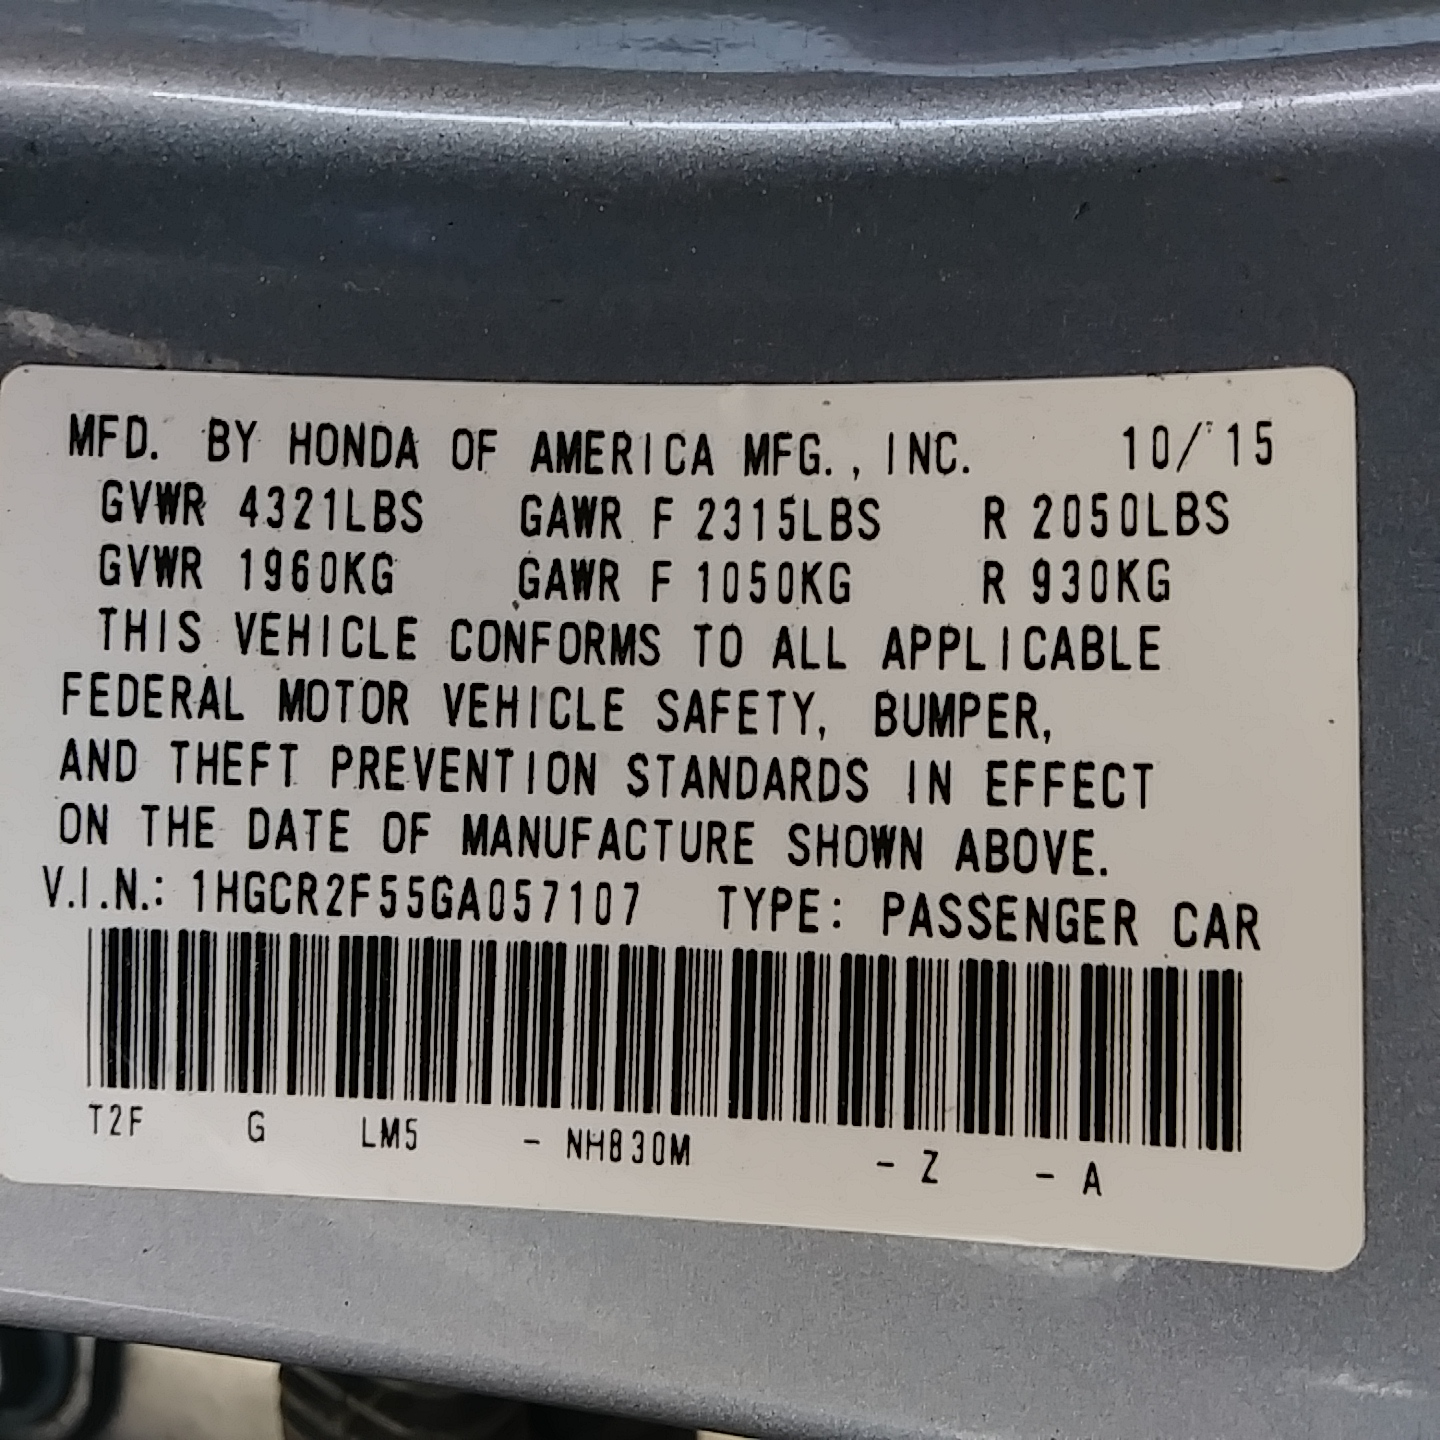 MFD. BY HONDA OF AMERICA MFG., INC. 10/15
GVWR 4321LBS GAWR F 2315LBS R 2050LBS
GVWR 1960KG GAWR F 1050KG R 930KG
THIS VEHICLE CONFORMS TO ALL APPLICABLE
FEDERAL MOTOR VEHICLE SAFETY, BUMPER,
AND THEFT PREVENTION STANDARDS IN EFFECT
ON THE DATE OF MANUFACTURE SHOWN ABOVE.
V.I.N.: 1HGCR2F55GA057107 TYPE: PASSENGER CAR
T2F G LM5 - NH830M - Z - A